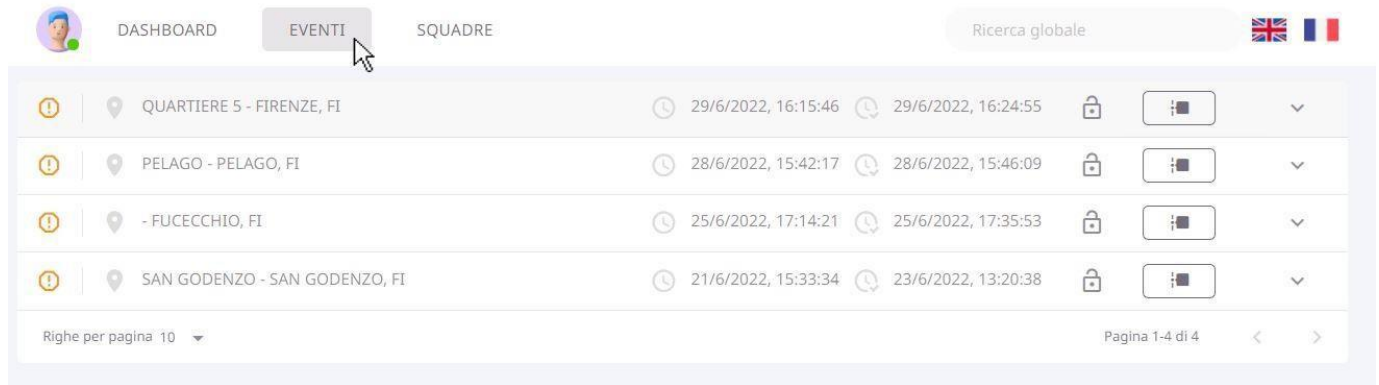 DASHBOARD EVENTI SQUADRE Ricerca globale
QUARTIERE 5 - FIRENZE, FI 29/6/2022, 16:15:46 29/6/2022, 16:24:55
PELAGO - PELAGO, FI 28/6/2022, 15:42:17 28/6/2022, 15:46:09
- FUCECCHIO, FI 25/6/2022, 17:14:21 25/6/2022, 17:35:53
SAN GODENZO - SAN GODENZO, FI 21/6/2022, 15:33:34 23/6/2022, 13:20:38
Righe per pagina 10 Pagina 1-4 di 4